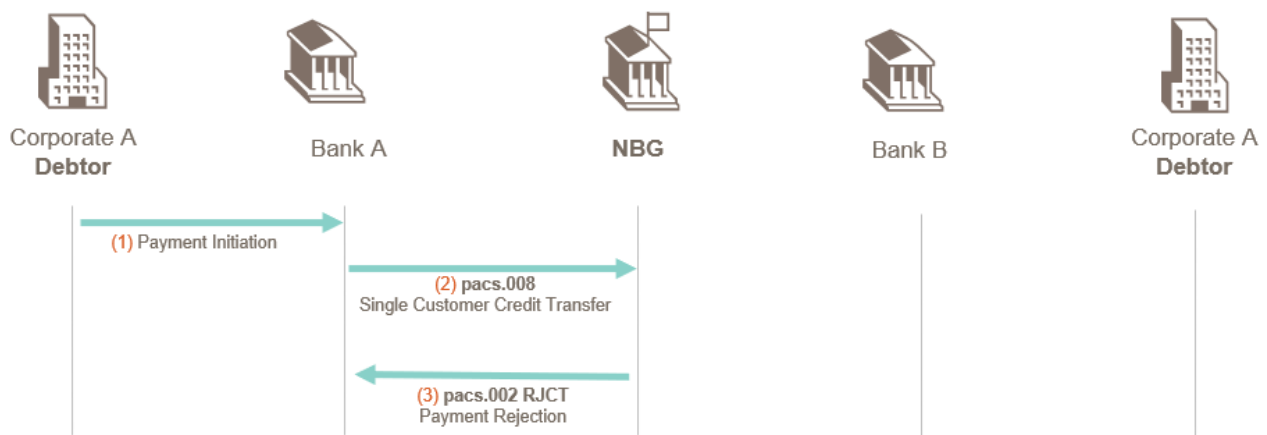 Corporate A
Debtor
Bank A
NBG
Bank B
Corporate A
Debtor
(1) Payment Initiation
(2) pacs.008
Single Customer Credit Transfer
(3) pacs.002 RJCT
Payment Rejection